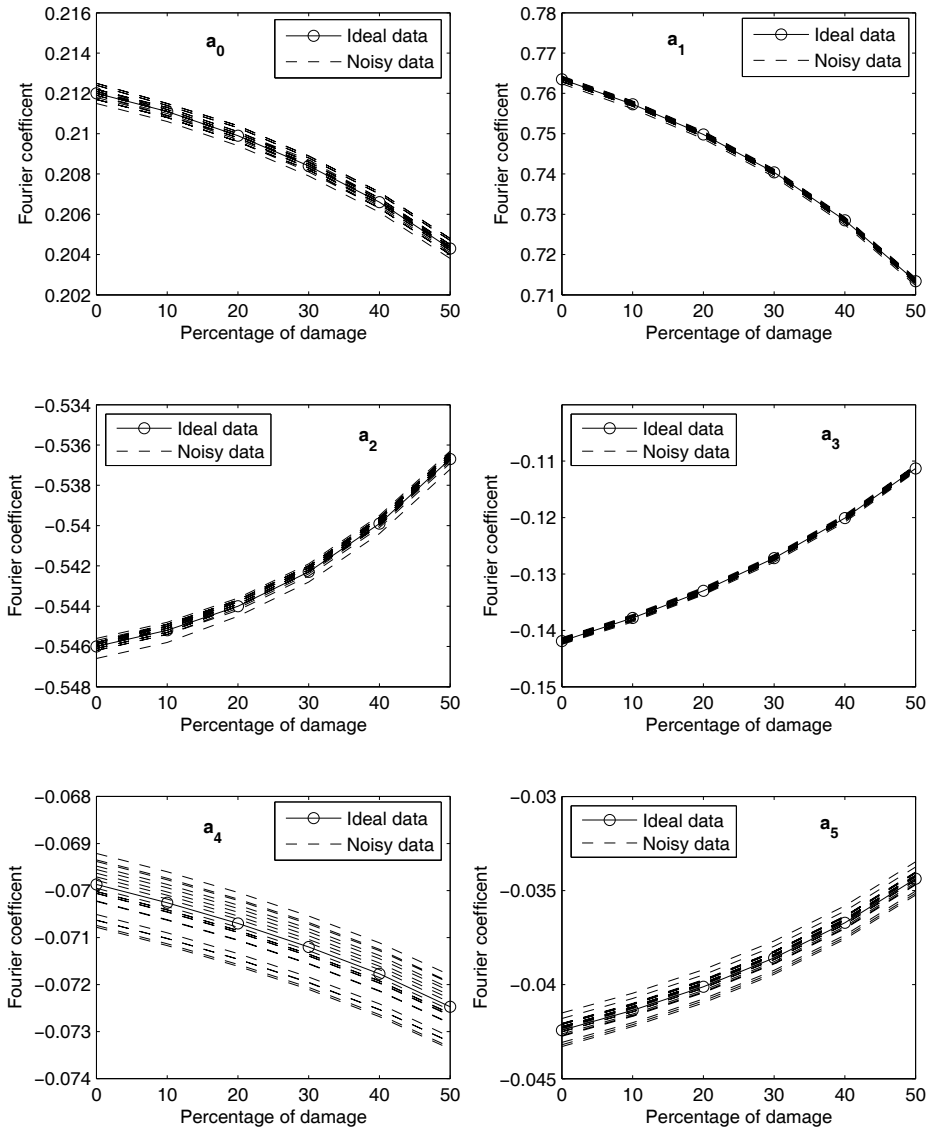 0.216
0.214
0.212
0.21
0.208
0.206
0.204
0.202
0 10 20 30 40 50
Fourier coefficent
Percentage of damage
a0
Ideal data
Noisy data
0.78
0.77
0.76
0.75
0.74
0.73
0.72
0.71
0 10 20 30 40 50
Fourier coefficent
Percentage of damage
a1
Ideal data
Noisy data
−0.534
−0.536
−0.538
−0.54
−0.542
−0.544
−0.546
−0.548
0 10 20 30 40 50
Fourier coefficent
Percentage of damage
a2
Ideal data
Noisy data
−0.11
−0.12
−0.13
−0.14
−0.15
0 10 20 30 40 50
Fourier coefficent
Percentage of damage
a3
Ideal data
Noisy data
−0.068
−0.069
−0.07
−0.071
−0.072
−0.073
−0.074
0 10 20 30 40 50
Fourier coefficent
Percentage of damage
a4
Ideal data
Noisy data
−0.03
−0.035
−0.04
−0.045
0 10 20 30 40 50
Fourier coefficent
Percentage of damage
a5
Ideal data
Noisy data